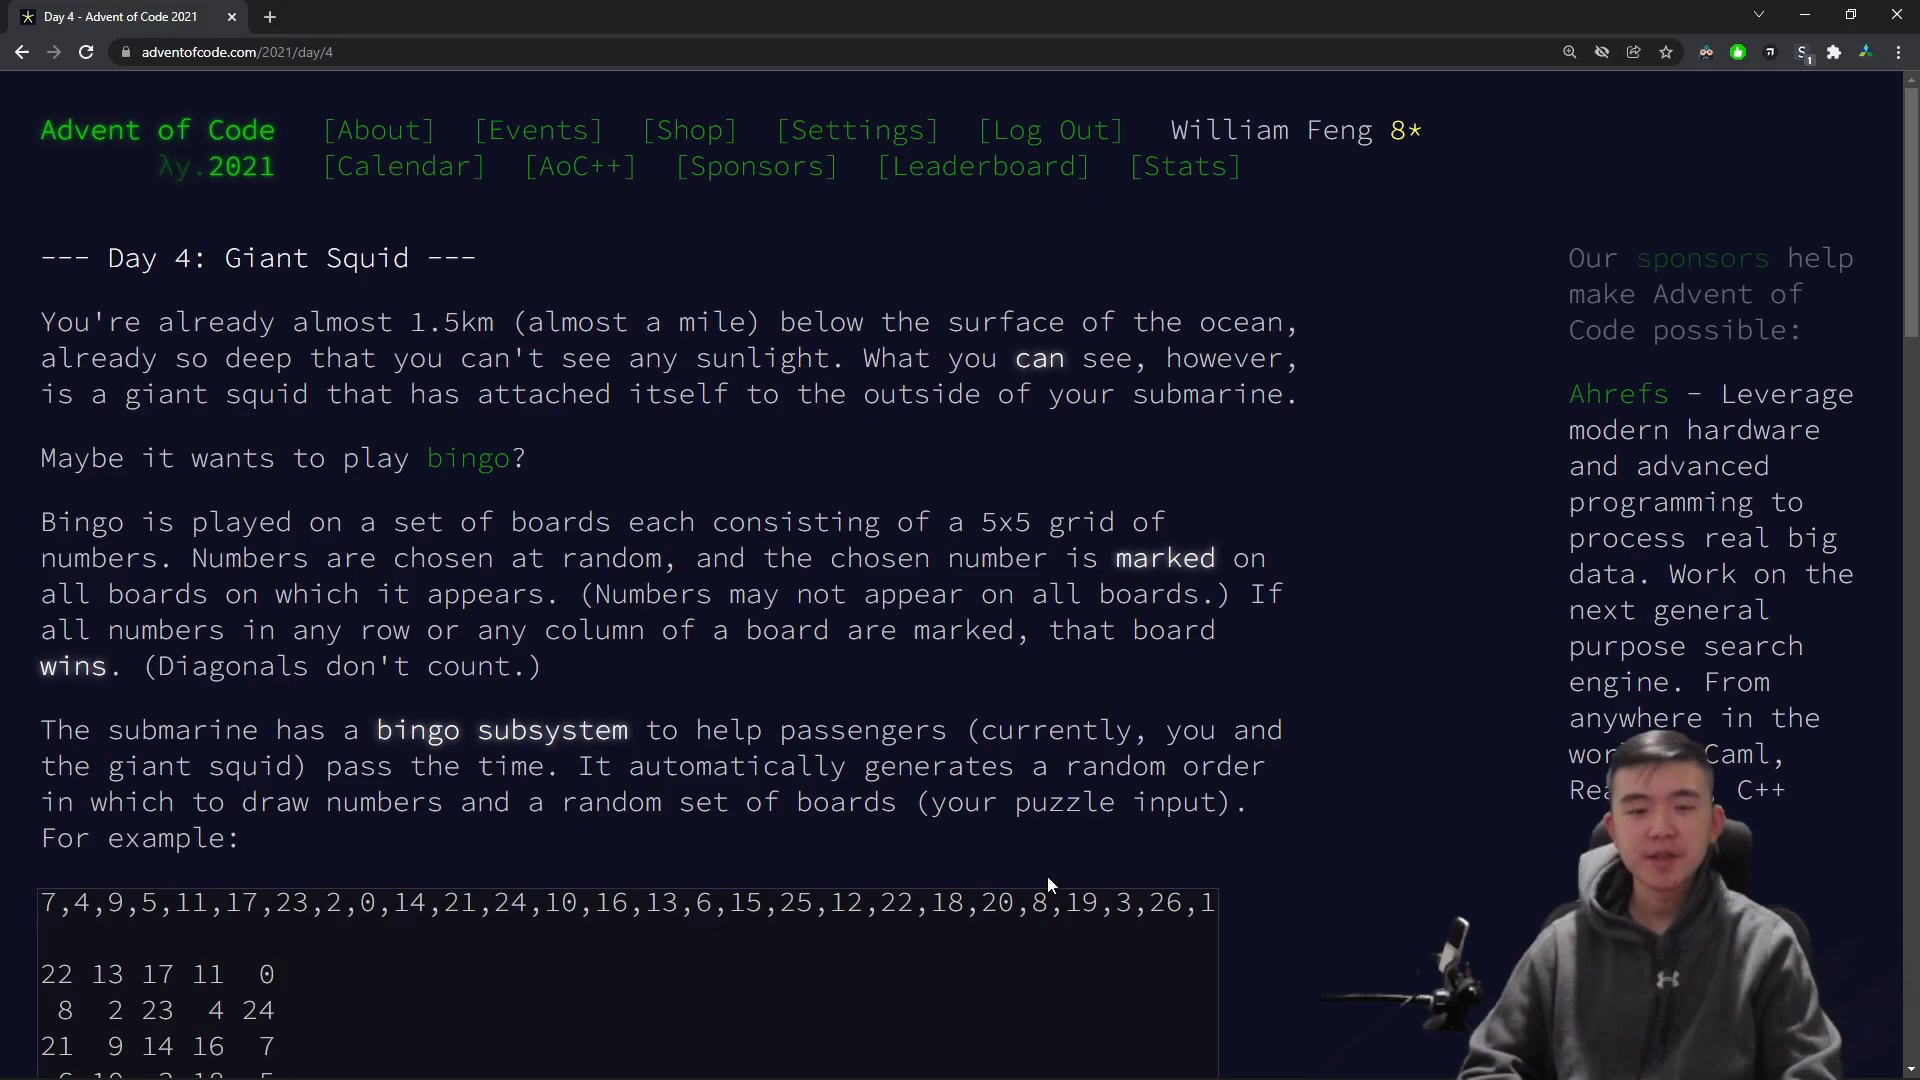 Day 4 - Advent of Code 2021
adventofcode.com/2021/day/4
Advent of Code [About] [Events] [Shop] [Settings] [Log Out] William Feng 8*
λy.2021 [Calendar] [AoC++] [Sponsors] [Leaderboard] [Stats]
--- Day 4: Giant Squid ---
You're already almost 1.5km (almost a mile) below the surface of the ocean,
already so deep that you can't see any sunlight. What you can see, however,
is a giant squid that has attached itself to the outside of your submarine.
Maybe it wants to play bingo?
Bingo is played on a set of boards each consisting of a 5x5 grid of
numbers. Numbers are chosen at random, and the chosen number is marked on
all boards on which it appears. (Numbers may not appear on all boards.) If
all numbers in any row or any column of a board are marked, that board
wins. (Diagonals don't count.)
The submarine has a bingo subsystem to help passengers (currently, you and
the giant squid) pass the time. It automatically generates a random order
in which to draw numbers and a random set of boards (your puzzle input).
For example:
7,4,9,5,11,17,23,2,0,14,21,24,10,16,13,6,15,25,12,22,18,20,8,19,3,26,1
22 13 17 11 0
8 2 23 4 24
21 9 14 16 7
Our sponsors help
make Advent of
Code possible:
Ahrefs - Leverage
modern hardware
and advanced
programming to
process real big
data. Work on the
next general
purpose search
engine. From
anywhere in the
Caml,
C++